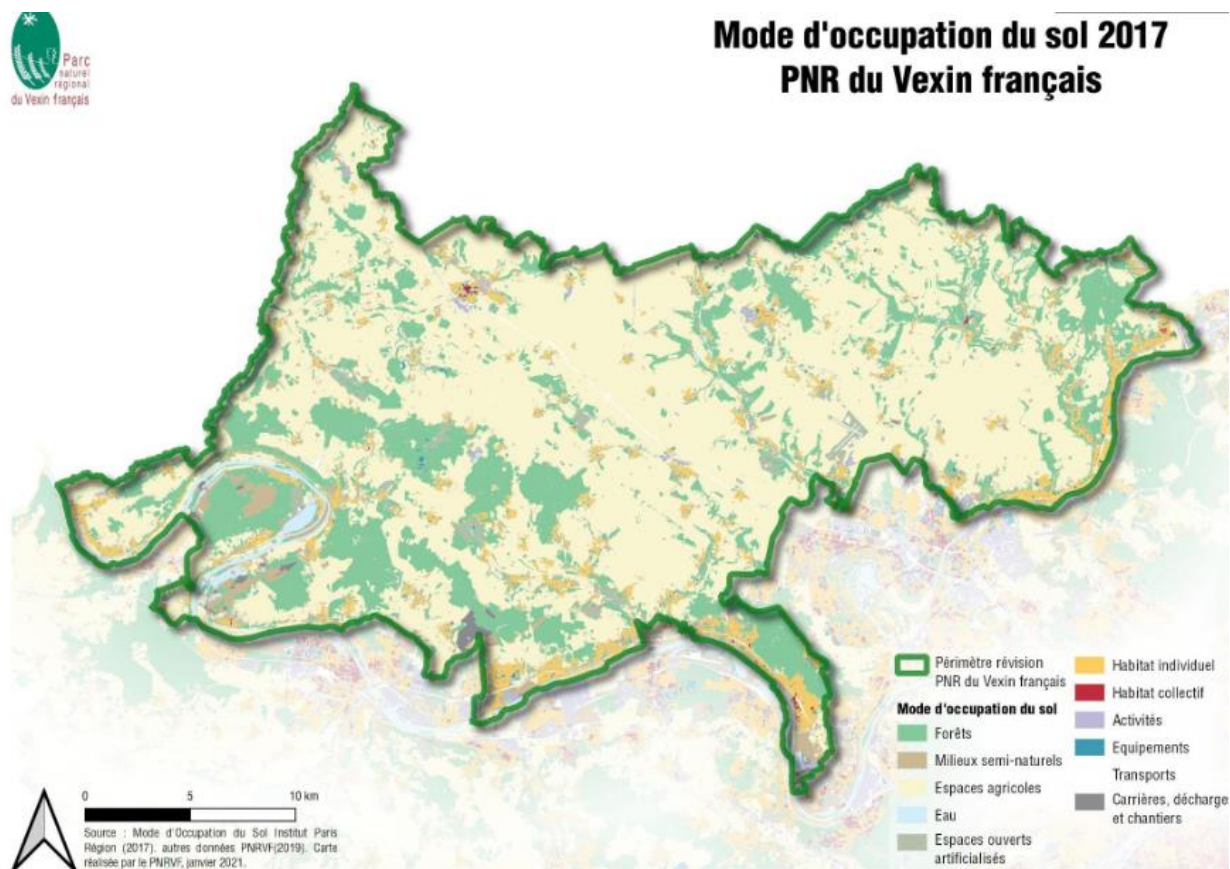 Parc
naturel
régional
du Vexin français
Mode d'occupation du sol 2017
PNR du Vexin français
Périmètre révision
PNR du Vexin français
Mode d'occupation du sol
Forêts
Milieux semi-naturels
Espaces agricoles
Eau
Espaces ouverts
artificialisés
Habitat individuel
Habitat collectif
Activités
Equipements
Transports
Carrières, décharge
et chantiers
0 5 10 km
Source : Mode d'Occupation du Sol Institut Paris
Région (2017). autres données PNRVF(2019). Carte
réalisée par le PNRVF, janvier 2021.